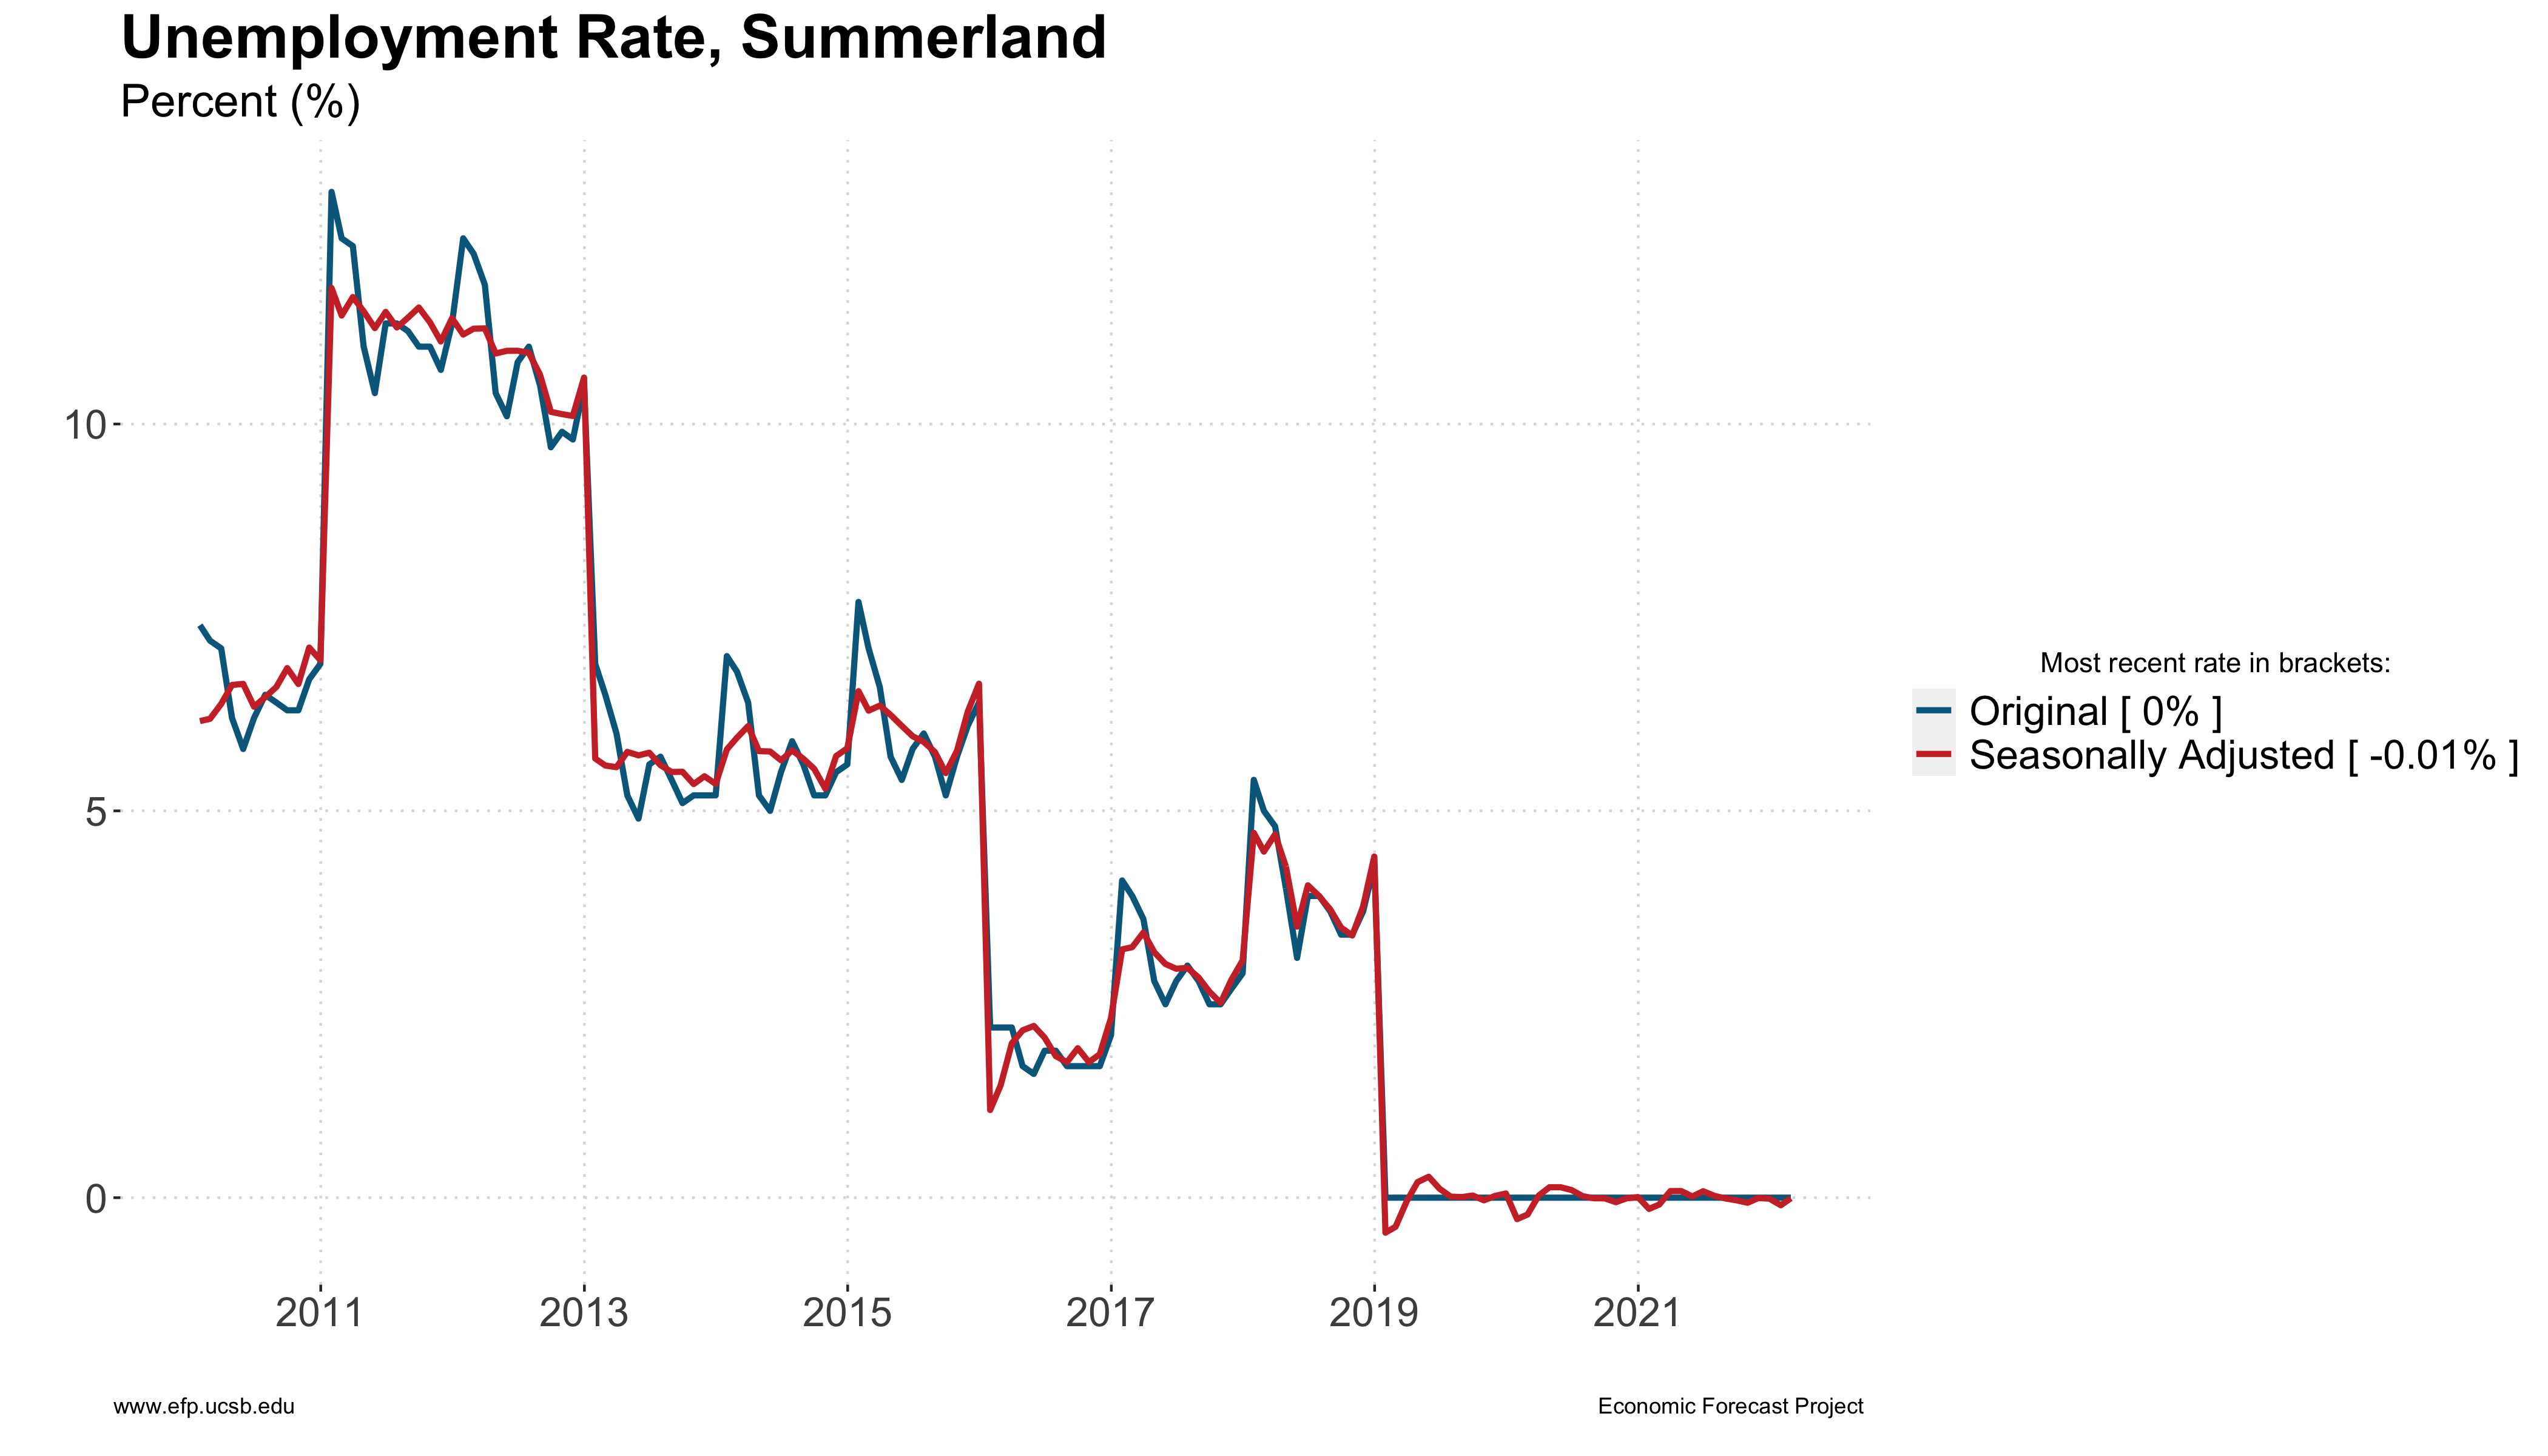 Unemployment Rate, Summerland
Percent (%)
10
5
0
2011 2013 2015 2017 2019 2021
Most recent rate in brackets:
Original [ 0% ]
Seasonally Adjusted [ -0.01% ]
www.efp.ucsb.edu
Economic Forecast Project